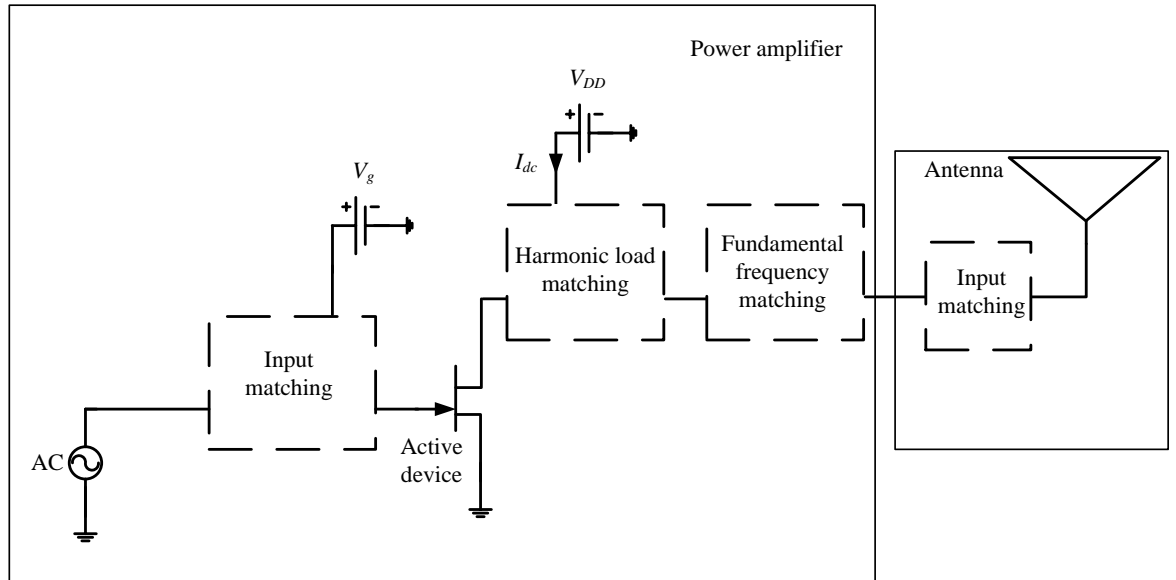 Power amplifier
V_DD
+ −
I_dc
Antenna
V_g
+ −
Harmonic load
matching
Fundamental
frequency
matching
Input
matching
Input
matching
AC
Active
device